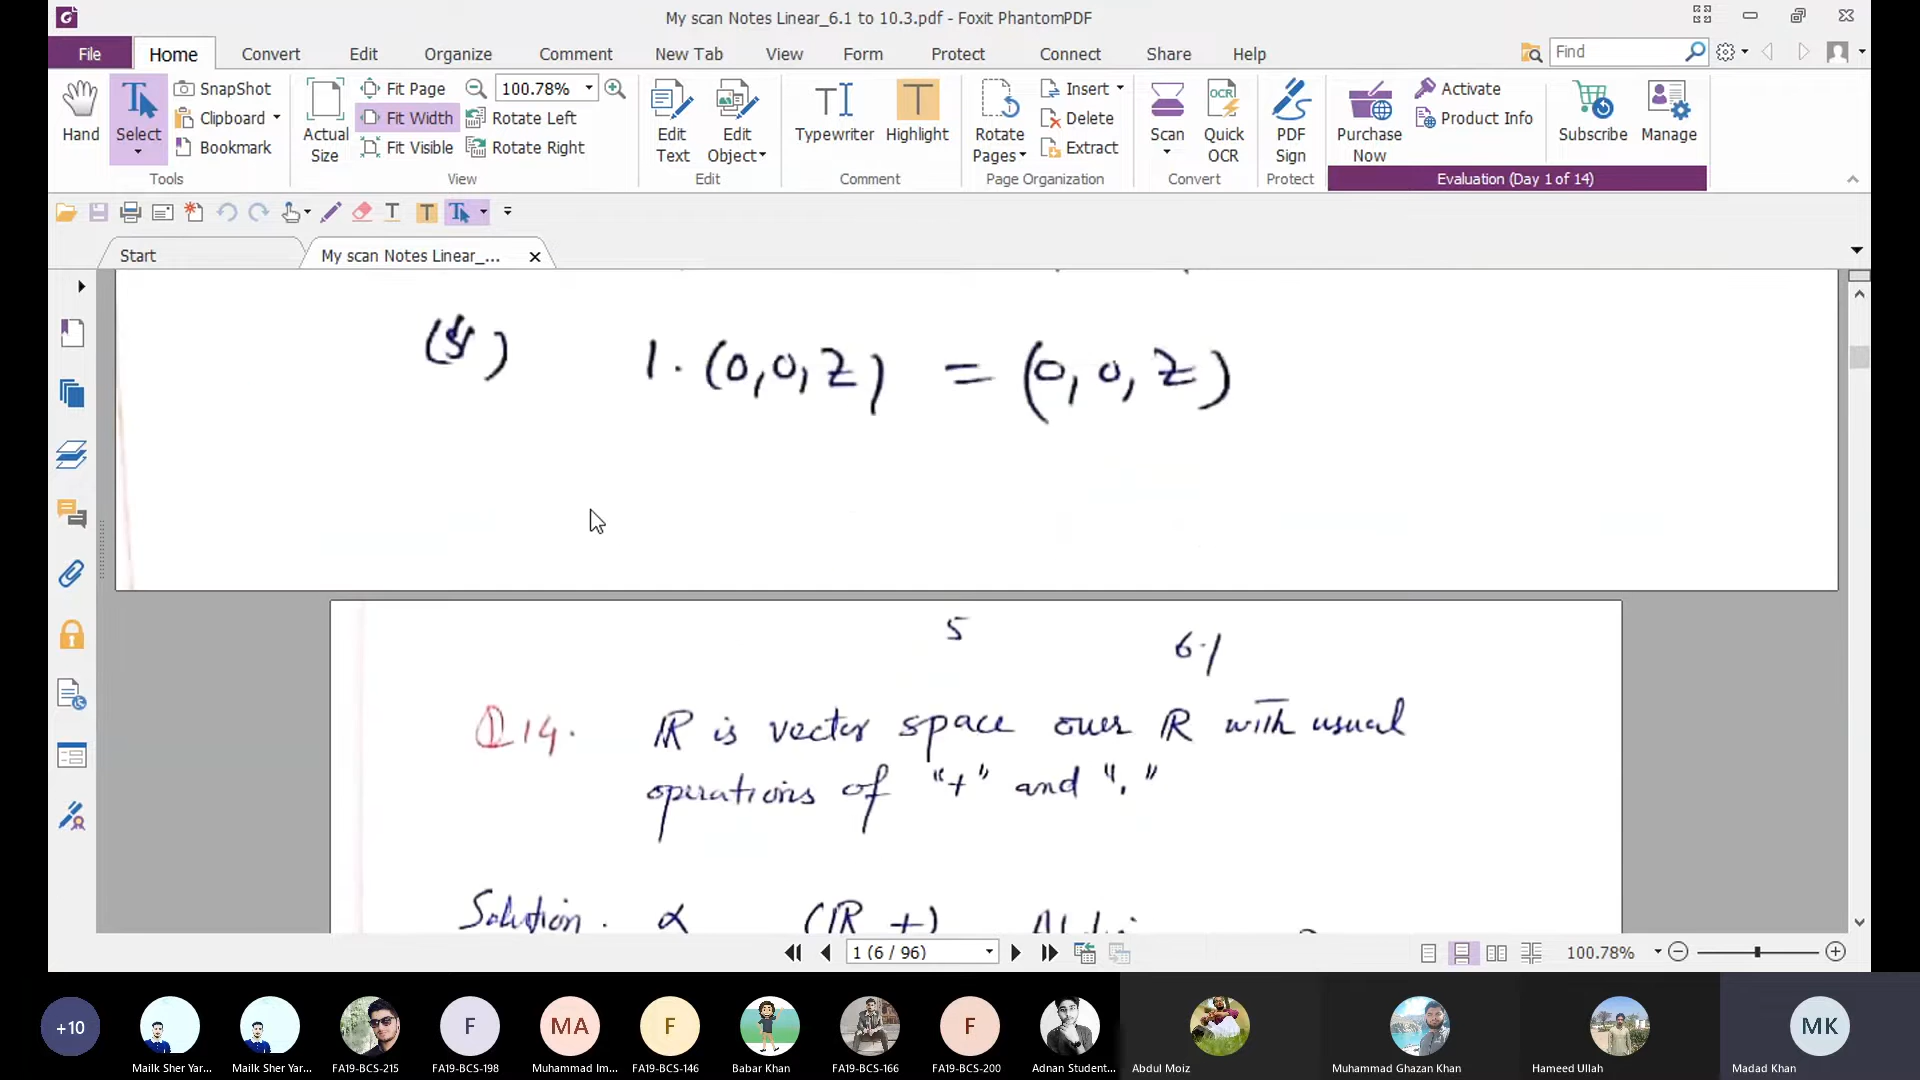 My scan Notes Linear_6.1 to 10.3.pdf - Foxit PhantomPDF
File Home Convert Edit Organize Comment New Tab View Form Protect Connect Share Help Find
Hand Select SnapShot Clipboard Bookmark
Actual Size Fit Page Fit Width Fit Visible 100.78% Rotate Left Rotate Right
Edit Text Edit Object Typewriter Highlight
Rotate Pages Insert Delete Extract
Scan Quick OCR PDF Sign
Purchase Now Activate Product Info Subscribe Manage
Tools View Edit Comment Page Organization Convert Protect Evaluation (Day 1 of 14)
Start My scan Notes Linear_...
1. (0,0,z) = (0,0,z)
5 6.1
Q14. ℝ is vector space over ℝ with usual
operations of "+" and "."
Solution. α (ℝ +)
1 (6 / 96) 100.78%
+10 F MA F F MK
Mailk Sher Yar... Mailk Sher Yar... FA19-BCS-215 FA19-BCS-198 Muhammad Im... FA19-BCS-146 Babar Khan FA19-BCS-166 FA19-BCS-200 Adnan Student... Abdul Moiz Muhammad Ghazan Khan Hameed Ullah Madad Khan